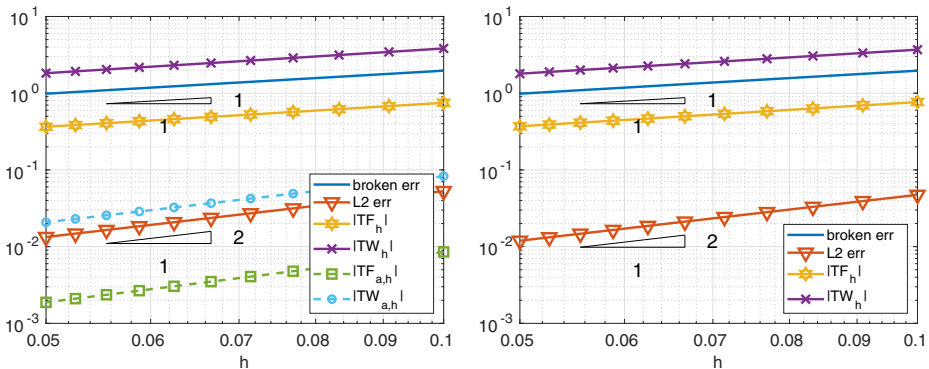 10^1
10^0
10^-1
10^-2
10^-3
1
1
2
1
broken err
L2 err
|TF_h|
|TW_h|
|TF_a,h|
|TW_a,h|
0.05
0.06
0.07
0.08
0.09
0.1
h
10^1
10^0
10^-1
10^-2
10^-3
1
1
2
1
broken err
L2 err
|TF_h|
|TW_h|
0.05
0.06
0.07
0.08
0.09
0.1
h